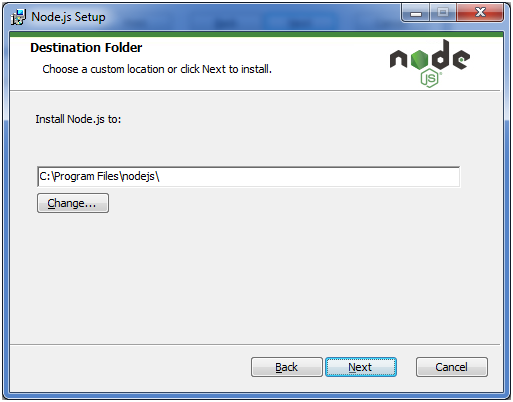 Node.js Setup
Destination Folder
Choose a custom location or click Next to install.
node
JS
Install Node.js to:
C:\Program Files\nodejs\
Change...
Back
Next
Cancel